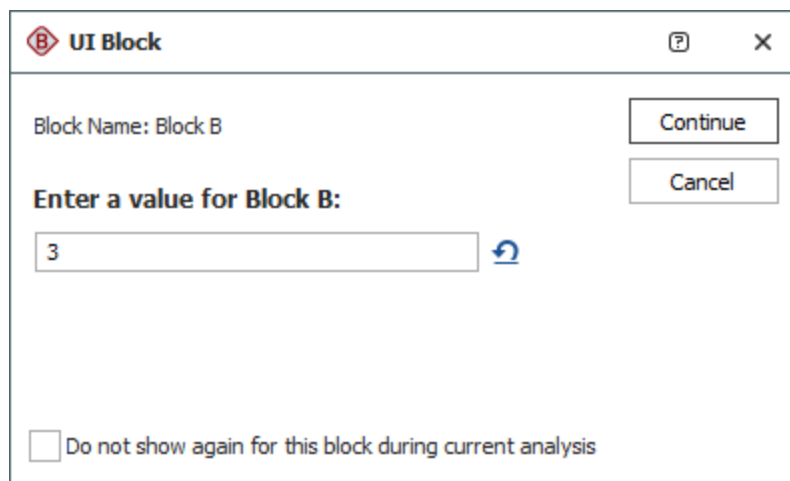 B UI Block ?
Block Name: Block B
Continue
Cancel
Enter a value for Block B:
3
Do not show again for this block during current analysis